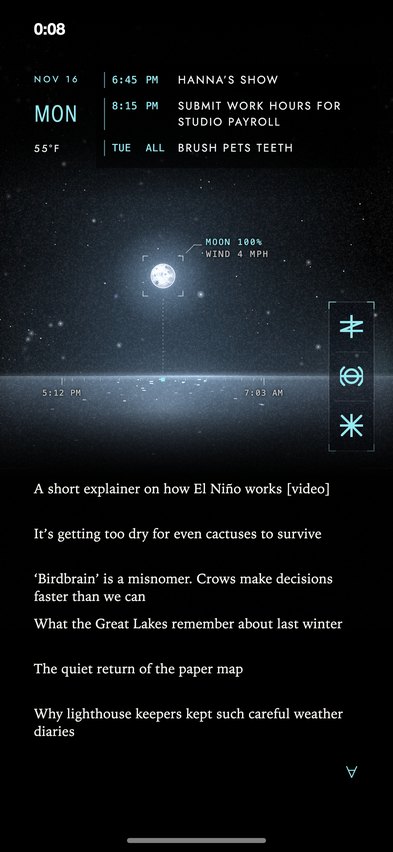 0:08
NOV 16
MON
55°F
6:45 PM HANNA’S SHOW
8:15 PM SUBMIT WORK HOURS FOR
STUDIO PAYROLL
TUE ALL BRUSH PETS TEETH
MOON 100%
WIND 4 MPH
5:12 PM
7:03 AM
A short explainer on how El Niño works [video]
It’s getting too dry for even cactuses to survive
‘Birdbrain’ is a misnomer. Crows make decisions
faster than we can
What the Great Lakes remember about last winter
The quiet return of the paper map
Why lighthouse keepers kept such careful weather
diaries